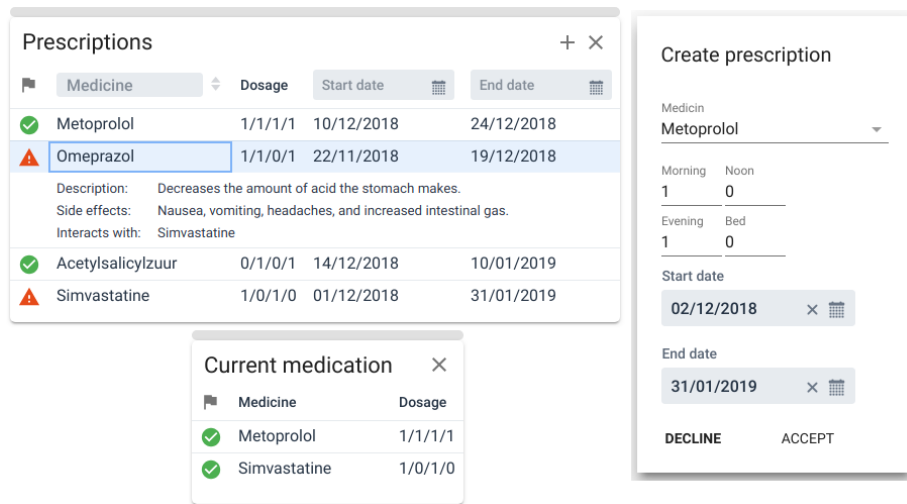 Prescriptions
Medicine Dosage Start date End date
Metoprolol 1/1/1/1 10/12/2018 24/12/2018
Omeprazol 1/1/0/1 22/11/2018 19/12/2018
Description: Decreases the amount of acid the stomach makes.
Side effects: Nausea, vomiting, headaches, and increased intestinal gas.
Interacts with: Simvastatine
Acetylsalicylzuur 0/1/0/1 14/12/2018 10/01/2019
Simvastatine 1/0/1/0 01/12/2018 31/01/2019
Current medication
Medicine Dosage
Metoprolol 1/1/1/1
Simvastatine 1/0/1/0
Create prescription
Medicin
Metoprolol
Morning Noon
1 0
Evening Bed
1 0
Start date
02/12/2018
End date
31/01/2019
DECLINE ACCEPT